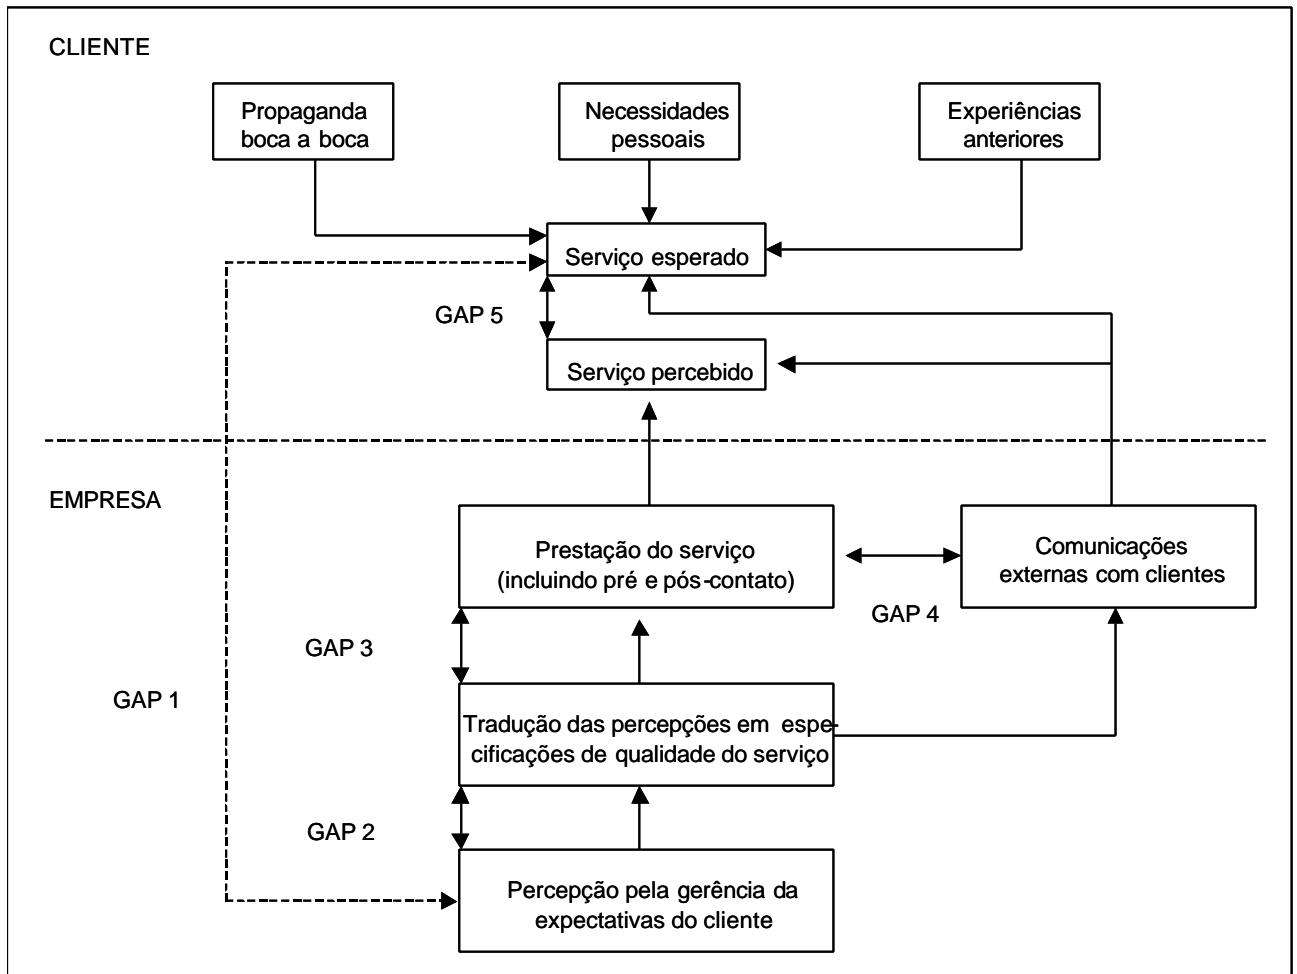 CLIENTE
Propaganda
boca a boca
Necessidades
pessoais
Experiências
anteriores
Serviço esperado
GAP 5
Serviço percebido
EMPRESA
Prestação do serviço
(incluindo pré e pós-contato)
Comunicações
externas com clientes
GAP 4
GAP 3
GAP 1
Tradução das percepções em espe-
cificações de qualidade do serviço
GAP 2
Percepção pela gerência da
expectativas do cliente